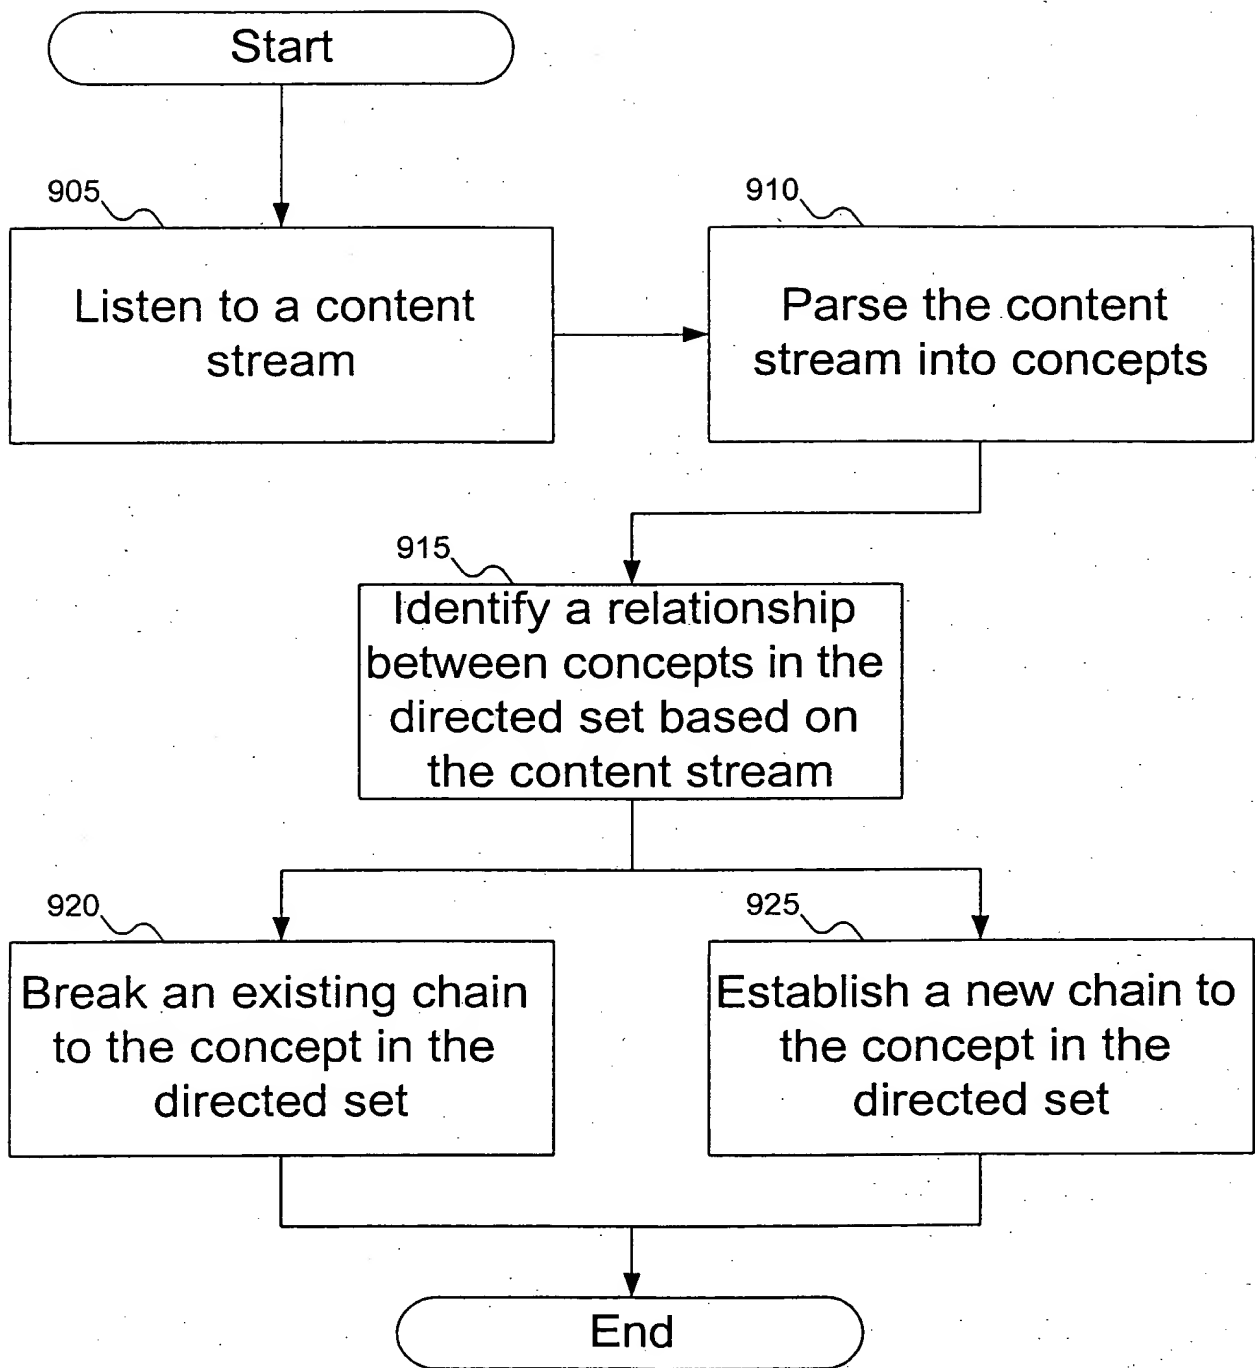 Start
905
Listen to a content
stream
910
Parse the content
stream into concepts
915
Identify a relationship
between concepts in the
directed set based on
the content stream
920
Break an existing chain
to the concept in the
directed set
925
Establish a new chain to
the concept in the
directed set
End